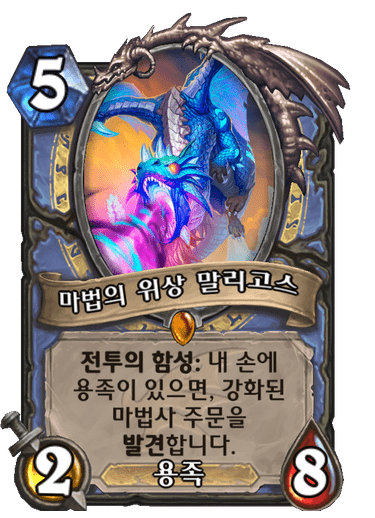 5
마법의 위상 말리고스
전투의 함성: 내 손에
용족이 있으면, 강화된
마법사 주문을
발견합니다.
용족
2
8